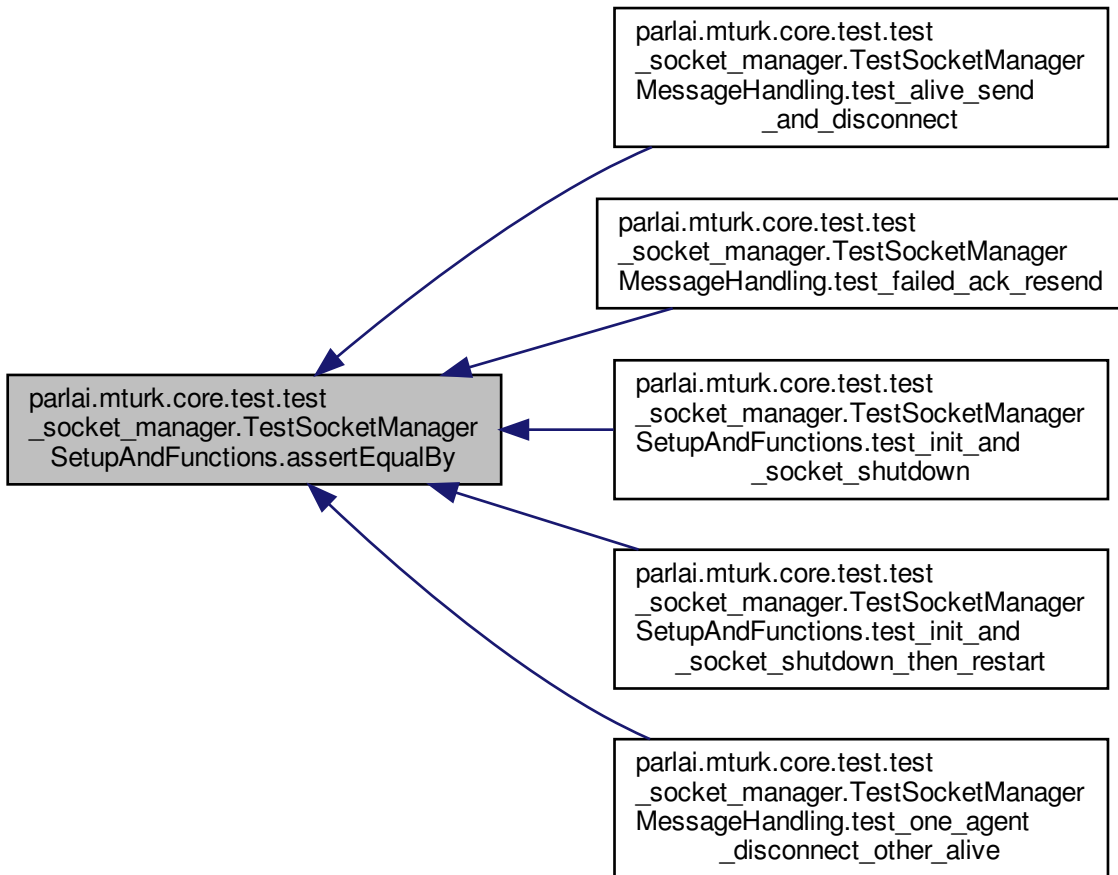 parlai.mturk.core.test.test
_socket_manager.TestSocketManager
MessageHandling.test_alive_send
_and_disconnect
parlai.mturk.core.test.test
_socket_manager.TestSocketManager
MessageHandling.test_failed_ack_resend
parlai.mturk.core.test.test
_socket_manager.TestSocketManager
SetupAndFunctions.assertEqualBy
parlai.mturk.core.test.test
_socket_manager.TestSocketManager
SetupAndFunctions.test_init_and
_socket_shutdown
parlai.mturk.core.test.test
_socket_manager.TestSocketManager
SetupAndFunctions.test_init_and
_socket_shutdown_then_restart
parlai.mturk.core.test.test
_socket_manager.TestSocketManager
MessageHandling.test_one_agent
_disconnect_other_alive